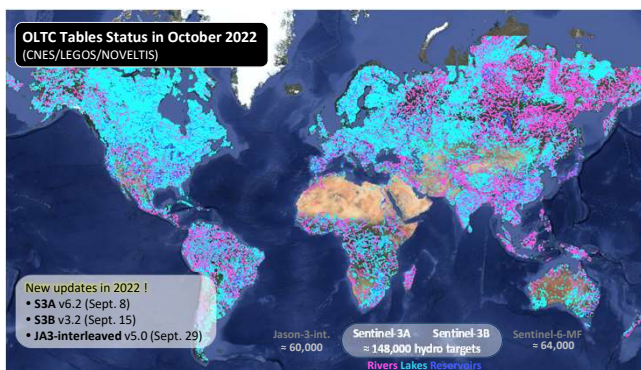 OLTC Tables Status in October 2022
(CNES/LEGOS/NOVELTIS)
New updates in 2022 !
• S3A v6.2 (Sept. 8)
• S3B v3.2 (Sept. 15)
• JA3-interleaved v5.0 (Sept. 29)
Jason-3-int.
≈ 60,000
Sentinel-3A Sentinel-3B
≈ 148,000 hydro targets
Sentinel-6-MF
≈ 64,000
Rivers Lakes Reservoirs